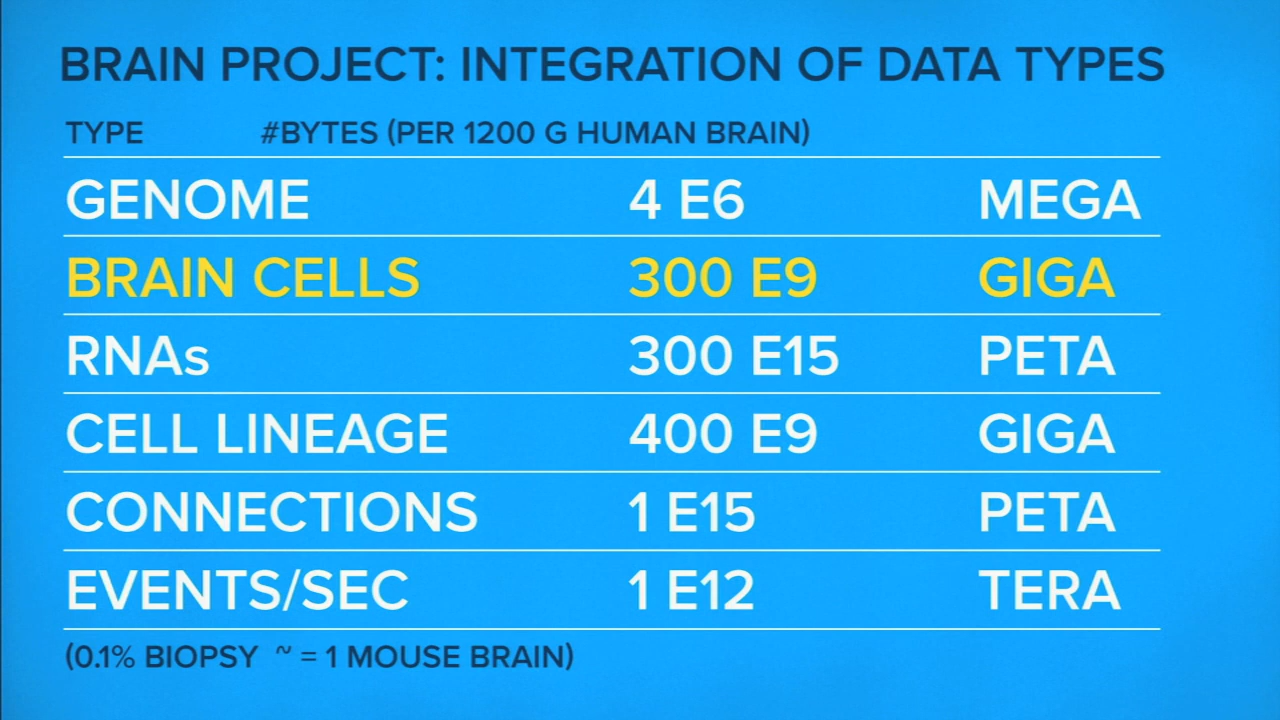 BRAIN PROJECT: INTEGRATION OF DATA TYPES
TYPE #BYTES (PER 1200 G HUMAN BRAIN)
GENOME 4 E6 MEGA
BRAIN CELLS 300 E9 GIGA
RNAs 300 E15 PETA
CELL LINEAGE 400 E9 GIGA
CONNECTIONS 1 E15 PETA
EVENTS/SEC 1 E12 TERA
(0.1% BIOPSY ~ = 1 MOUSE BRAIN)